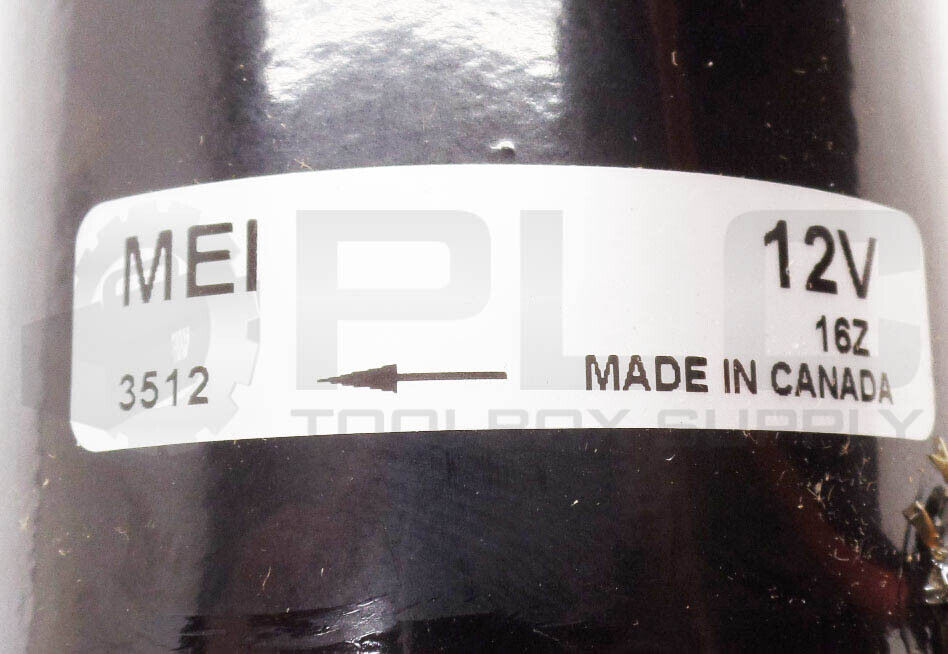 MEI
12V
16Z
3512
MADE IN CANADA
PLC
TOOLBOX SUPPLY